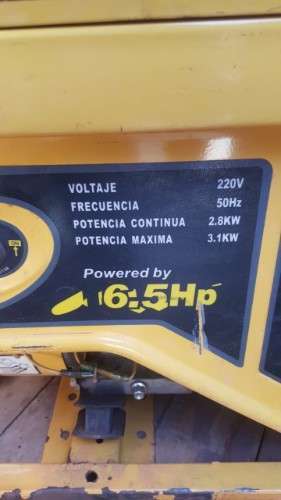 VOLTAJE 220V
FRECUENCIA 50Hz
POTENCIA CONTINUA 2.8KW
POTENCIA MAXIMA 3.1KW
Powered by
6.5Hp